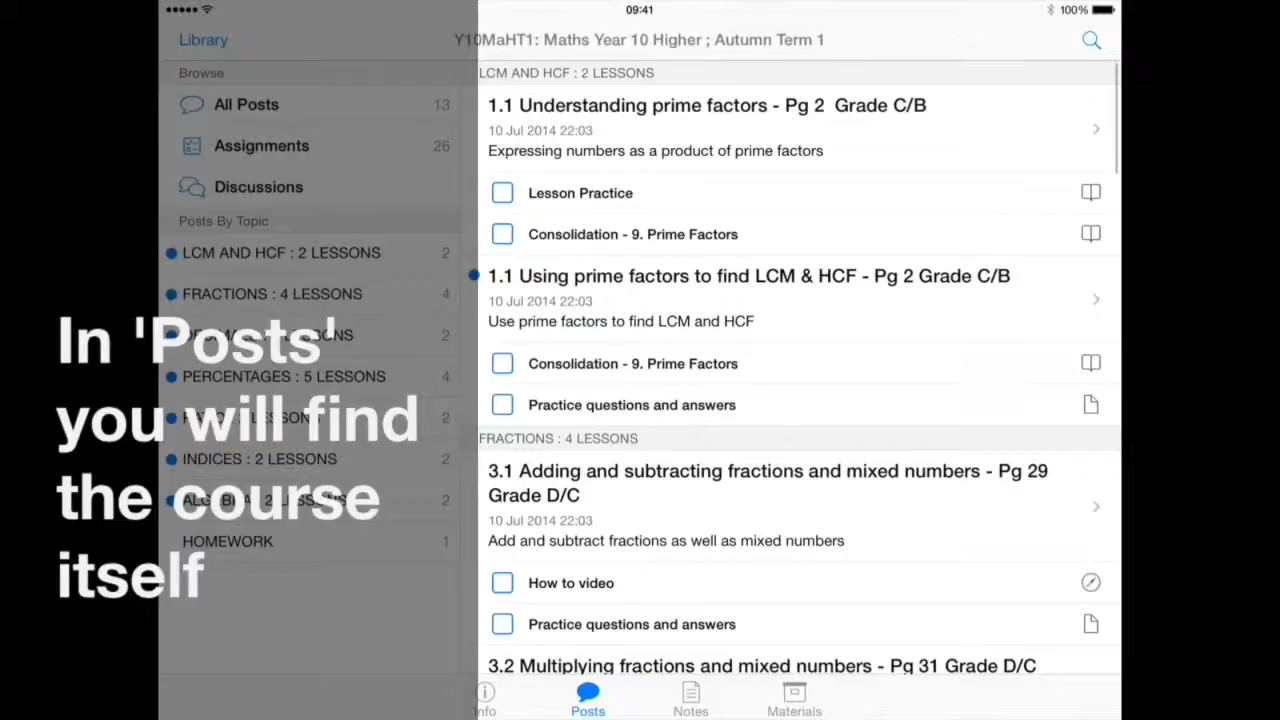 09:41
100%
Library
Y10MaHT1: Maths Year 10 Higher ; Autumn Term 1
Browse
All Posts 13
Assignments 26
Discussions
Posts By Topic
LCM AND HCF : 2 LESSONS 2
FRACTIONS : 4 LESSONS 4
LESSONS 2
PERCENTAGES : 5 LESSONS 4
LESSONS 2
INDICES : 2 LESSONS 2
ALGEBRA : 2 LESSONS 2
HOMEWORK 1
In 'Posts'
you will find
the course
itself
LCM AND HCF : 2 LESSONS
1.1 Understanding prime factors - Pg 2 Grade C/B
10 Jul 2014 22:03
Expressing numbers as a product of prime factors
Lesson Practice
Consolidation - 9. Prime Factors
1.1 Using prime factors to find LCM & HCF - Pg 2 Grade C/B
10 Jul 2014 22:03
Use prime factors to find LCM and HCF
Consolidation - 9. Prime Factors
Practice questions and answers
FRACTIONS : 4 LESSONS
3.1 Adding and subtracting fractions and mixed numbers - Pg 29
Grade D/C
10 Jul 2014 22:03
Add and subtract fractions as well as mixed numbers
How to video
Practice questions and answers
3.2 Multiplying fractions and mixed numbers - Pg 31 Grade D/C
Info
Posts
Notes
Materials